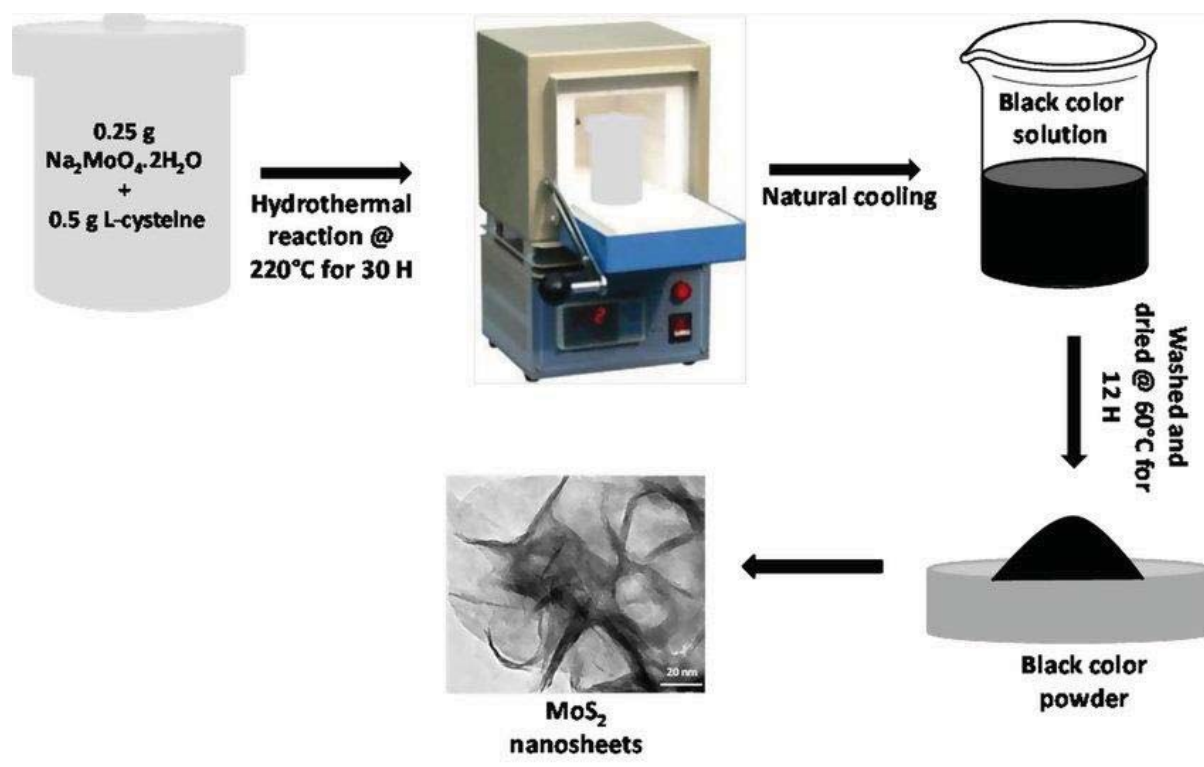 0.25 g
Na₂MoO₄.2H₂O
+
0.5 g L-cysteine
Hydrothermal
reaction @
220°C for 30 H
Natural cooling
Black color
solution
Washed and
dried @ 60°C for
12 H
Black color
powder
20 nm
MoS₂
nanosheets